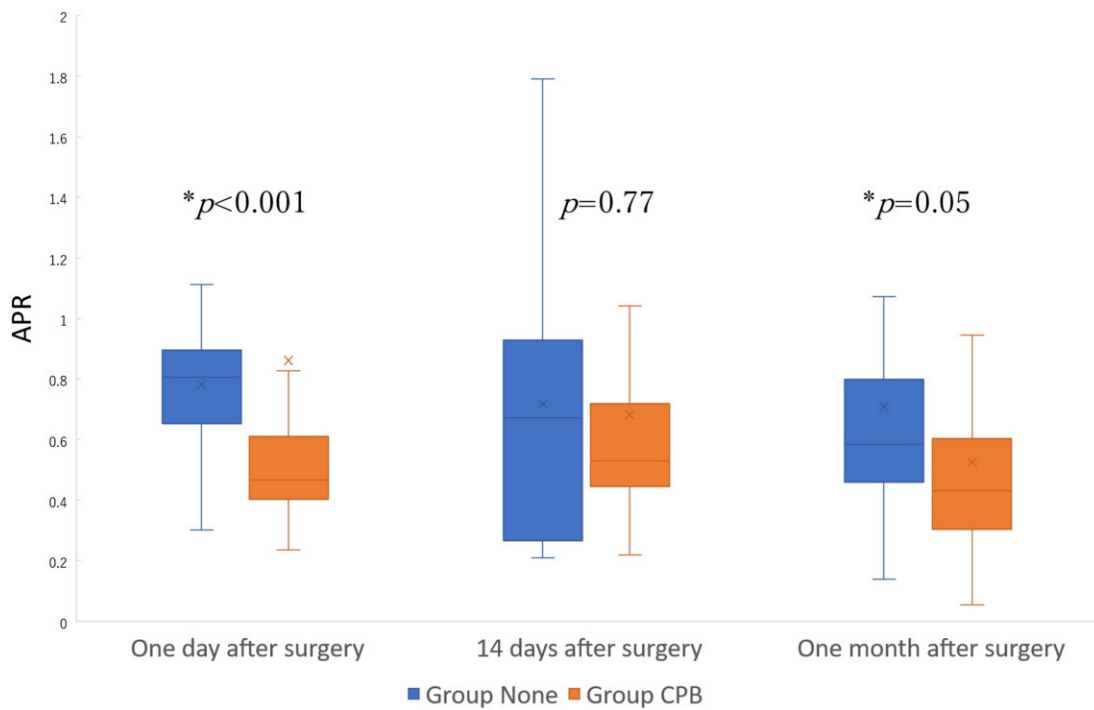 2
1.8
1.6
1.4
1.2
1
0.8
0.6
0.4
0.2
0
APR
*p<0.001
p=0.77
*p=0.05
One day after surgery
14 days after surgery
One month after surgery
Group None
Group CPB